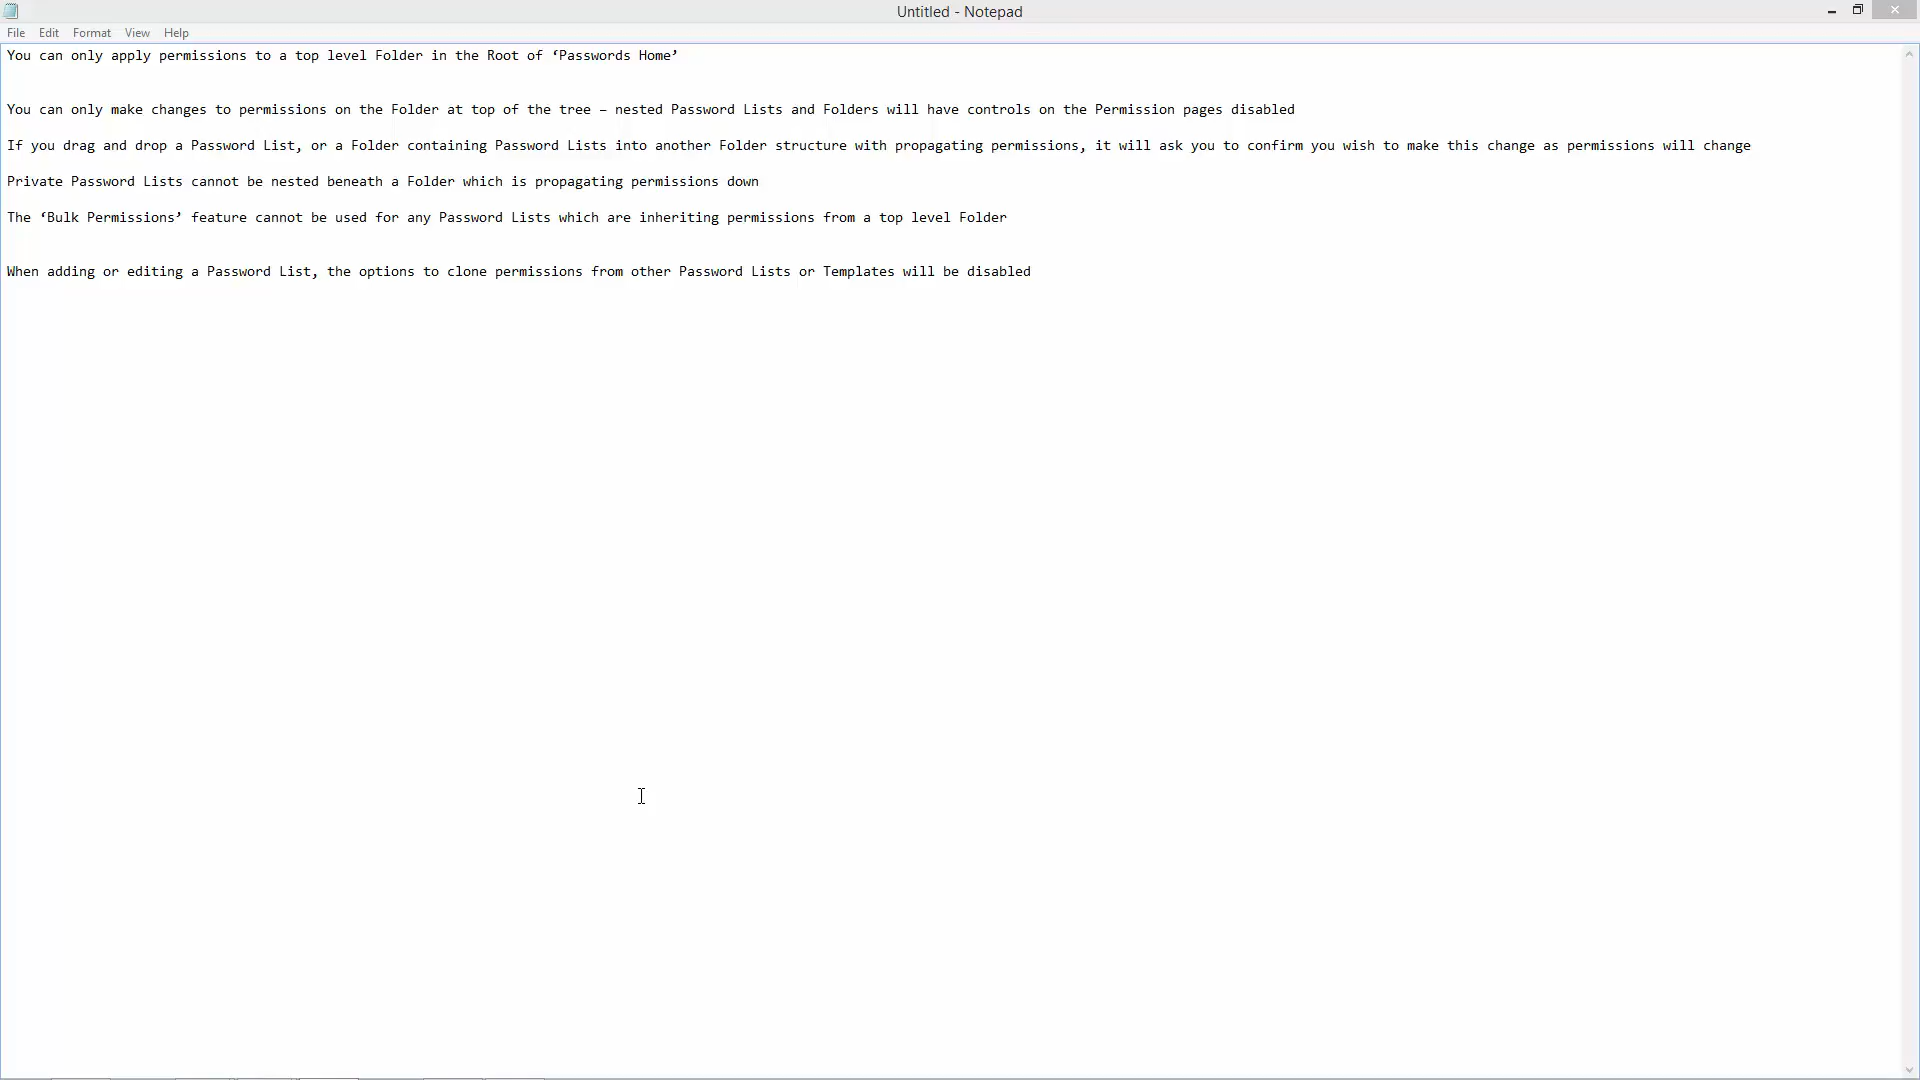 Untitled - Notepad
File Edit Format View Help
You can only apply permissions to a top level Folder in the Root of ‘Passwords Home’
You can only make changes to permissions on the Folder at top of the tree – nested Password Lists and Folders will have controls on the Permission pages disabled
If you drag and drop a Password List, or a Folder containing Password Lists into another Folder structure with propagating permissions, it will ask you to confirm you wish to make this change as permissions will change
Private Password Lists cannot be nested beneath a Folder which is propagating permissions down
The ‘Bulk Permissions’ feature cannot be used for any Password Lists which are inheriting permissions from a top level Folder
When adding or editing a Password List, the options to clone permissions from other Password Lists or Templates will be disabled